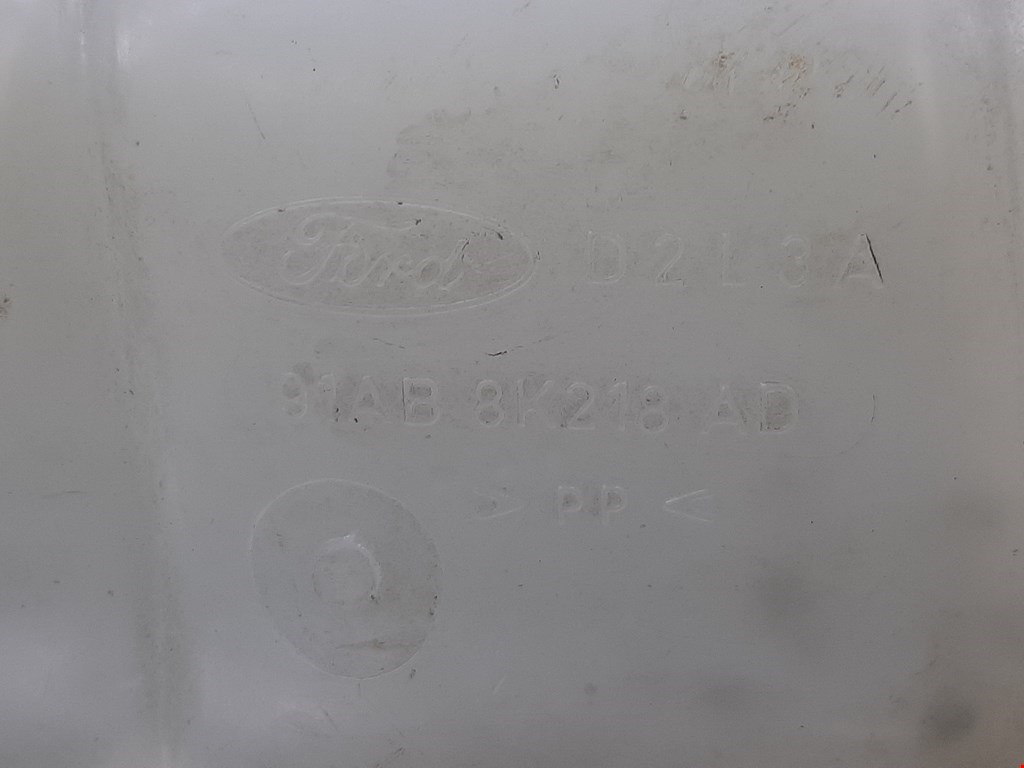 Ford D2L3A
91AB 8K218 AD
> PP <